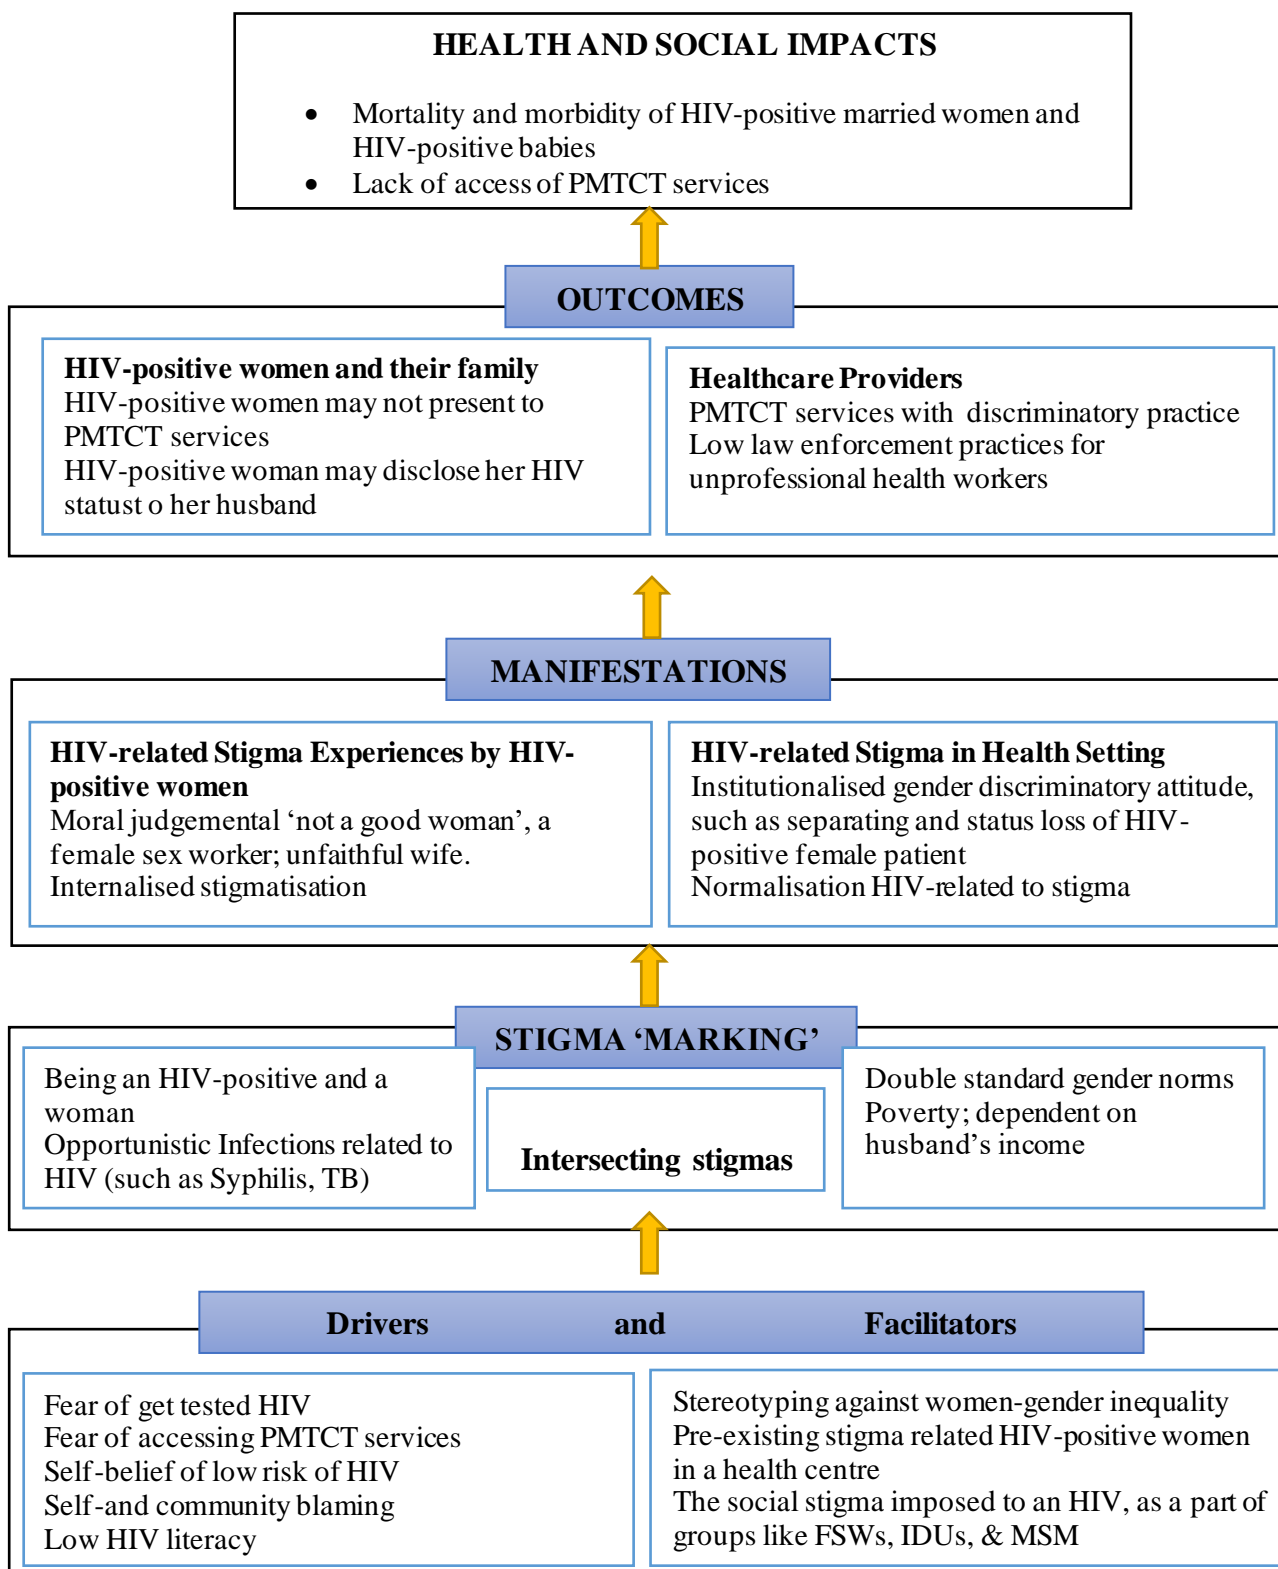 HEALTH AND SOCIAL IMPACTS
• Mortality and morbidity of HIV-positive married women and
HIV-positive babies
• Lack of access of PMTCT services
OUTCOMES
HIV-positive women and their family
HIV-positive women may not present to
PMTCT services
HIV-positive woman may disclose her HIV
statust o her husband
Healthcare Providers
PMTCT services with discriminatory practice
Low law enforcement practices for
unprofessional health workers
MANIFESTATIONS
HIV-related Stigma Experiences by HIV-
positive women
Moral judgemental ‘not a good woman’, a
female sex worker; unfaithful wife.
Internalised stigmatisation
HIV-related Stigma in Health Setting
Institutionalised gender discriminatory attitude,
such as separating and status loss of HIV-
positive female patient
Normalisation HIV-related to stigma
STIGMA ‘MARKING’
Being an HIV-positive and a
woman
Opportunistic Infections related to
HIV (such as Syphilis, TB)
Intersecting stigmas
Double standard gender norms
Poverty; dependent on
husband’s income
Drivers and Facilitators
Fear of get tested HIV
Fear of accessing PMTCT services
Self-belief of low risk of HIV
Self-and community blaming
Low HIV literacy
Stereotyping against women-gender inequality
Pre-existing stigma related HIV-positive women
in a health centre
The social stigma imposed to an HIV, as a part of
groups like FSWs, IDUs, & MSM